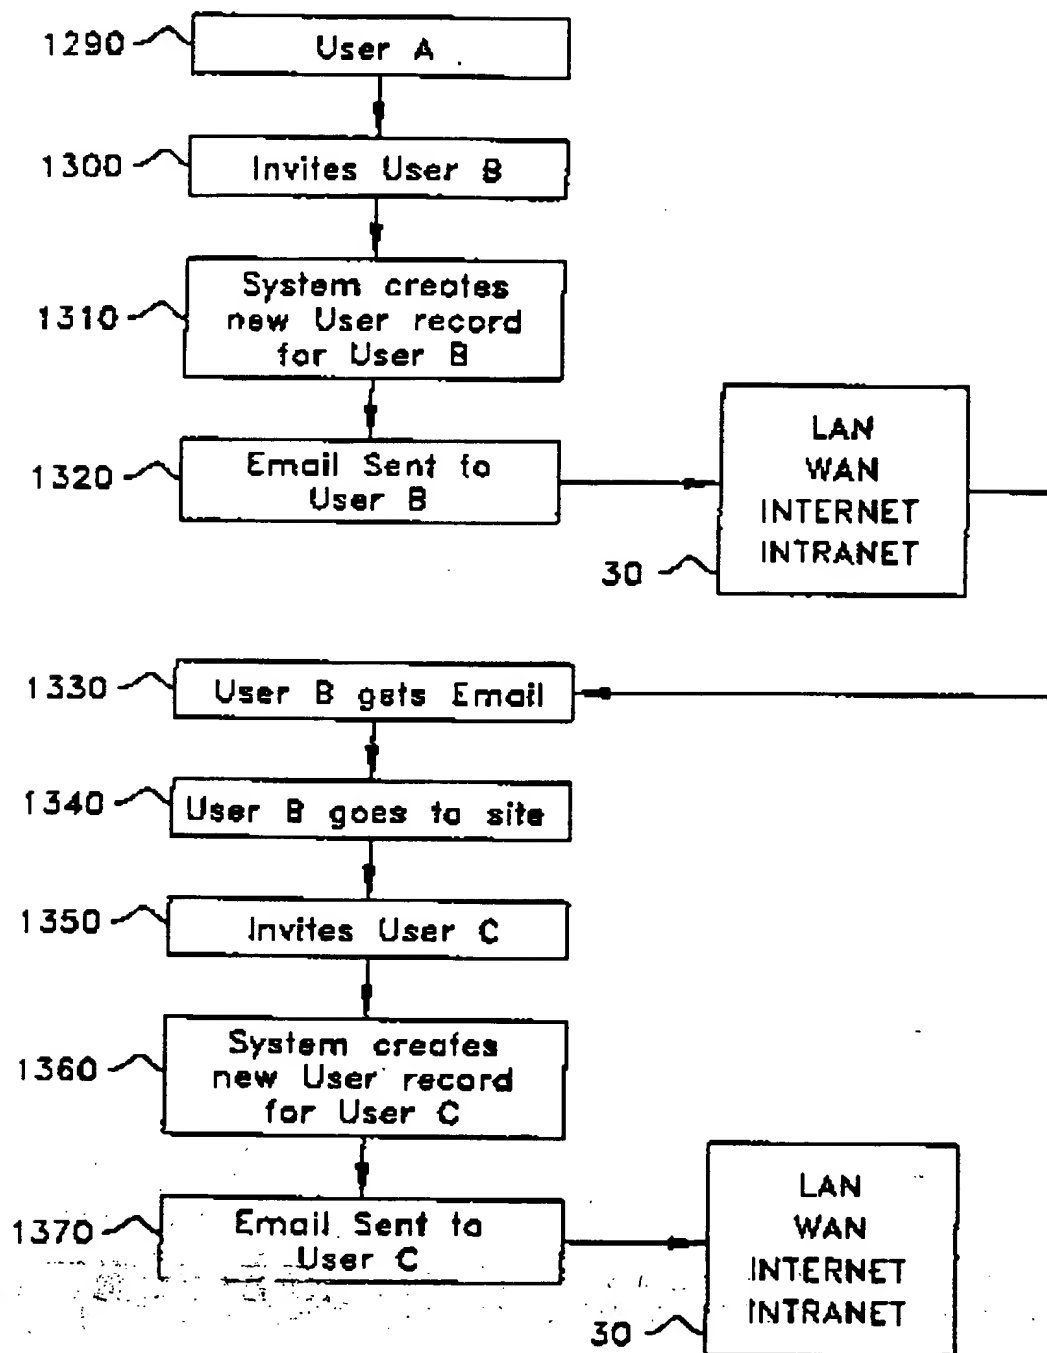 1290
User A
1300
Invites User B
1310
System creates
new User record
for User B
1320
Email Sent to
User B
LAN
WAN
INTERNET
INTRANET
30
1330
User B gets Email
1340
User B goes to site
1350
Invites User C
1360
System creates
new User record
for User C
1370
Email Sent to
User C
LAN
WAN
INTERNET
INTRANET
30